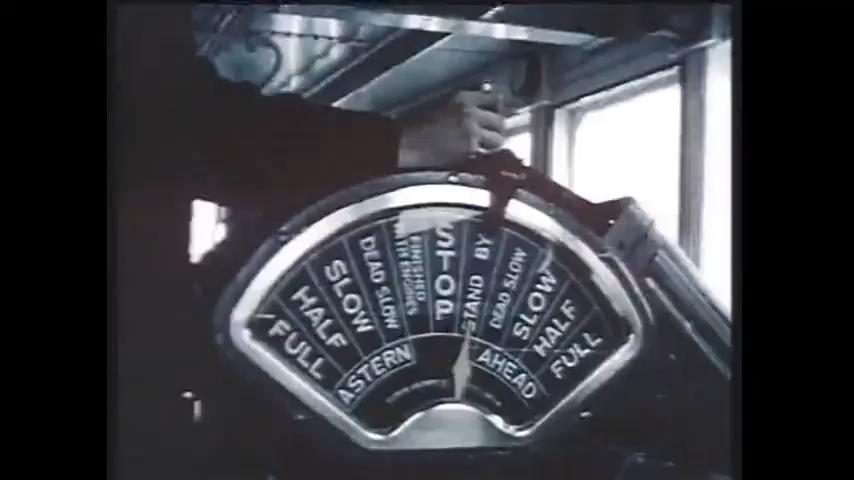 FULL
HALF
SLOW
DEAD SLOW
FINISHED
WITH ENGINES
STOP
STAND BY
DEAD SLOW
SLOW
HALF
FULL
ASTERN
AHEAD